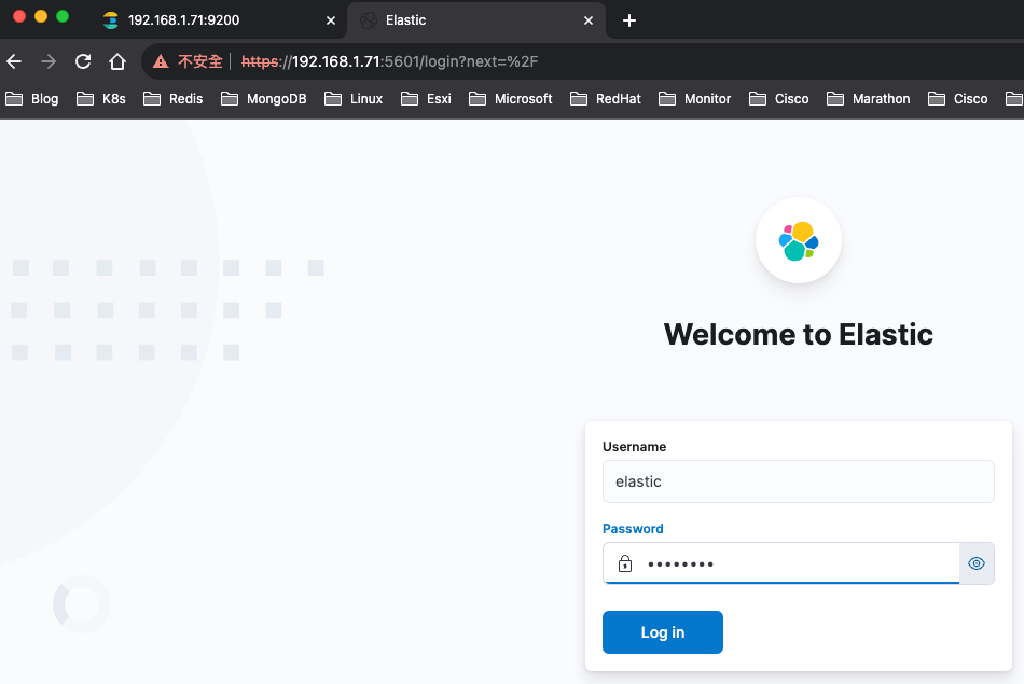 192.168.1.71:9200
Elastic
不安全 https://192.168.1.71:5601/login?next=%2F
Blog K8s Redis MongoDB Linux Esxi Microsoft RedHat Monitor Cisco Marathon Cisco
Welcome to Elastic
Username
elastic
Password
••••••••
Log in